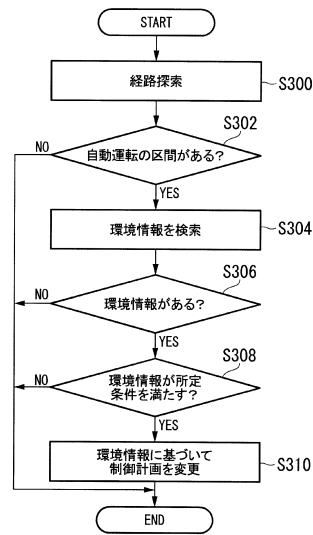 START
経路探索
S300
S302
自動運転の区間がある?
NO
YES
環境情報を検索
S304
S306
環境情報がある?
NO
YES
S308
環境情報が所定
条件を満たす?
NO
YES
環境情報に基づいて
制御計画を変更
S310
END